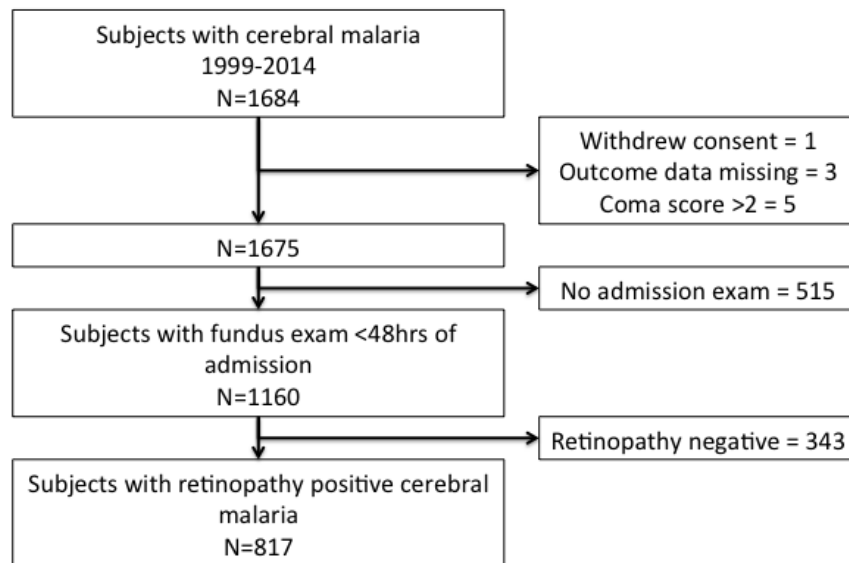 Subjects with cerebral malaria
1999-2014
N=1684
Withdrew consent = 1
Outcome data missing = 3
Coma score >2 = 5
N=1675
No admission exam = 515
Subjects with fundus exam <48hrs of
admission
N=1160
Retinopathy negative = 343
Subjects with retinopathy positive cerebral
malaria
N=817